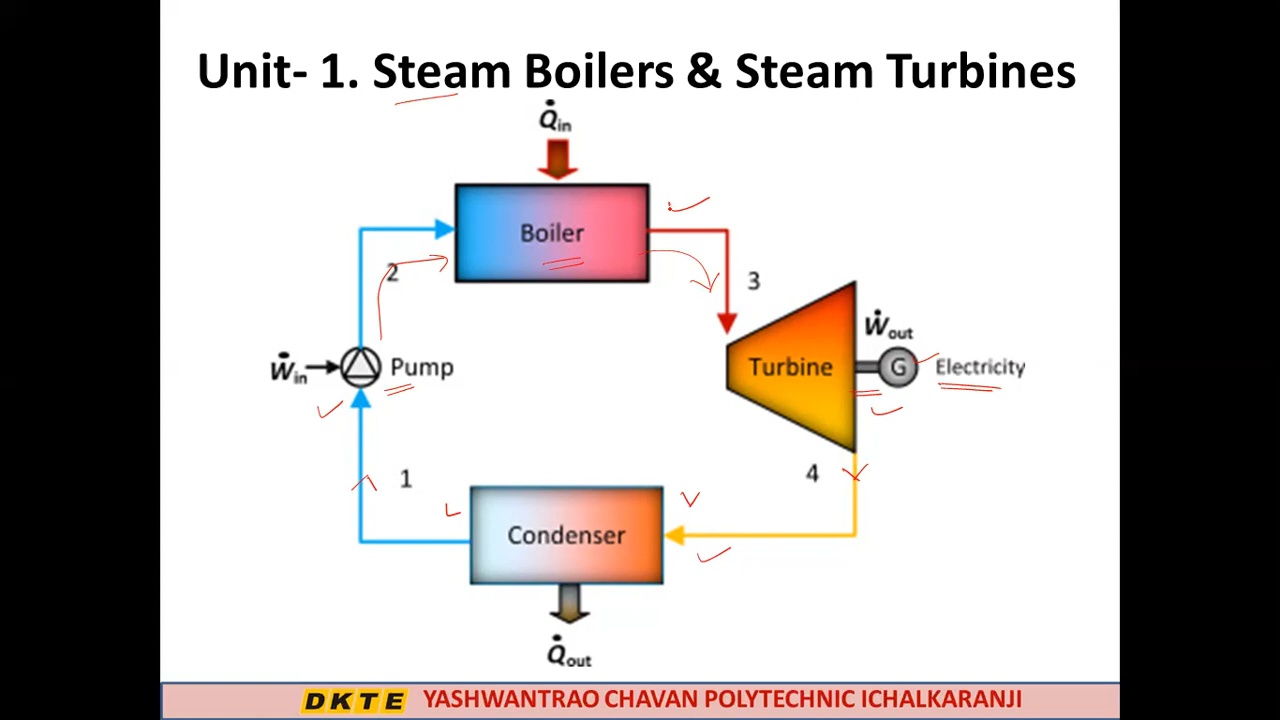 Unit- 1. Steam Boilers & Steam Turbines
Q̇in
Boiler
2
3
Ẇout
Ẇin
Pump
Turbine
G
Electricity
1
4
Condenser
Q̇out
DKTE YASHWANTRAO CHAVAN POLYTECHNIC ICHALKARANJI